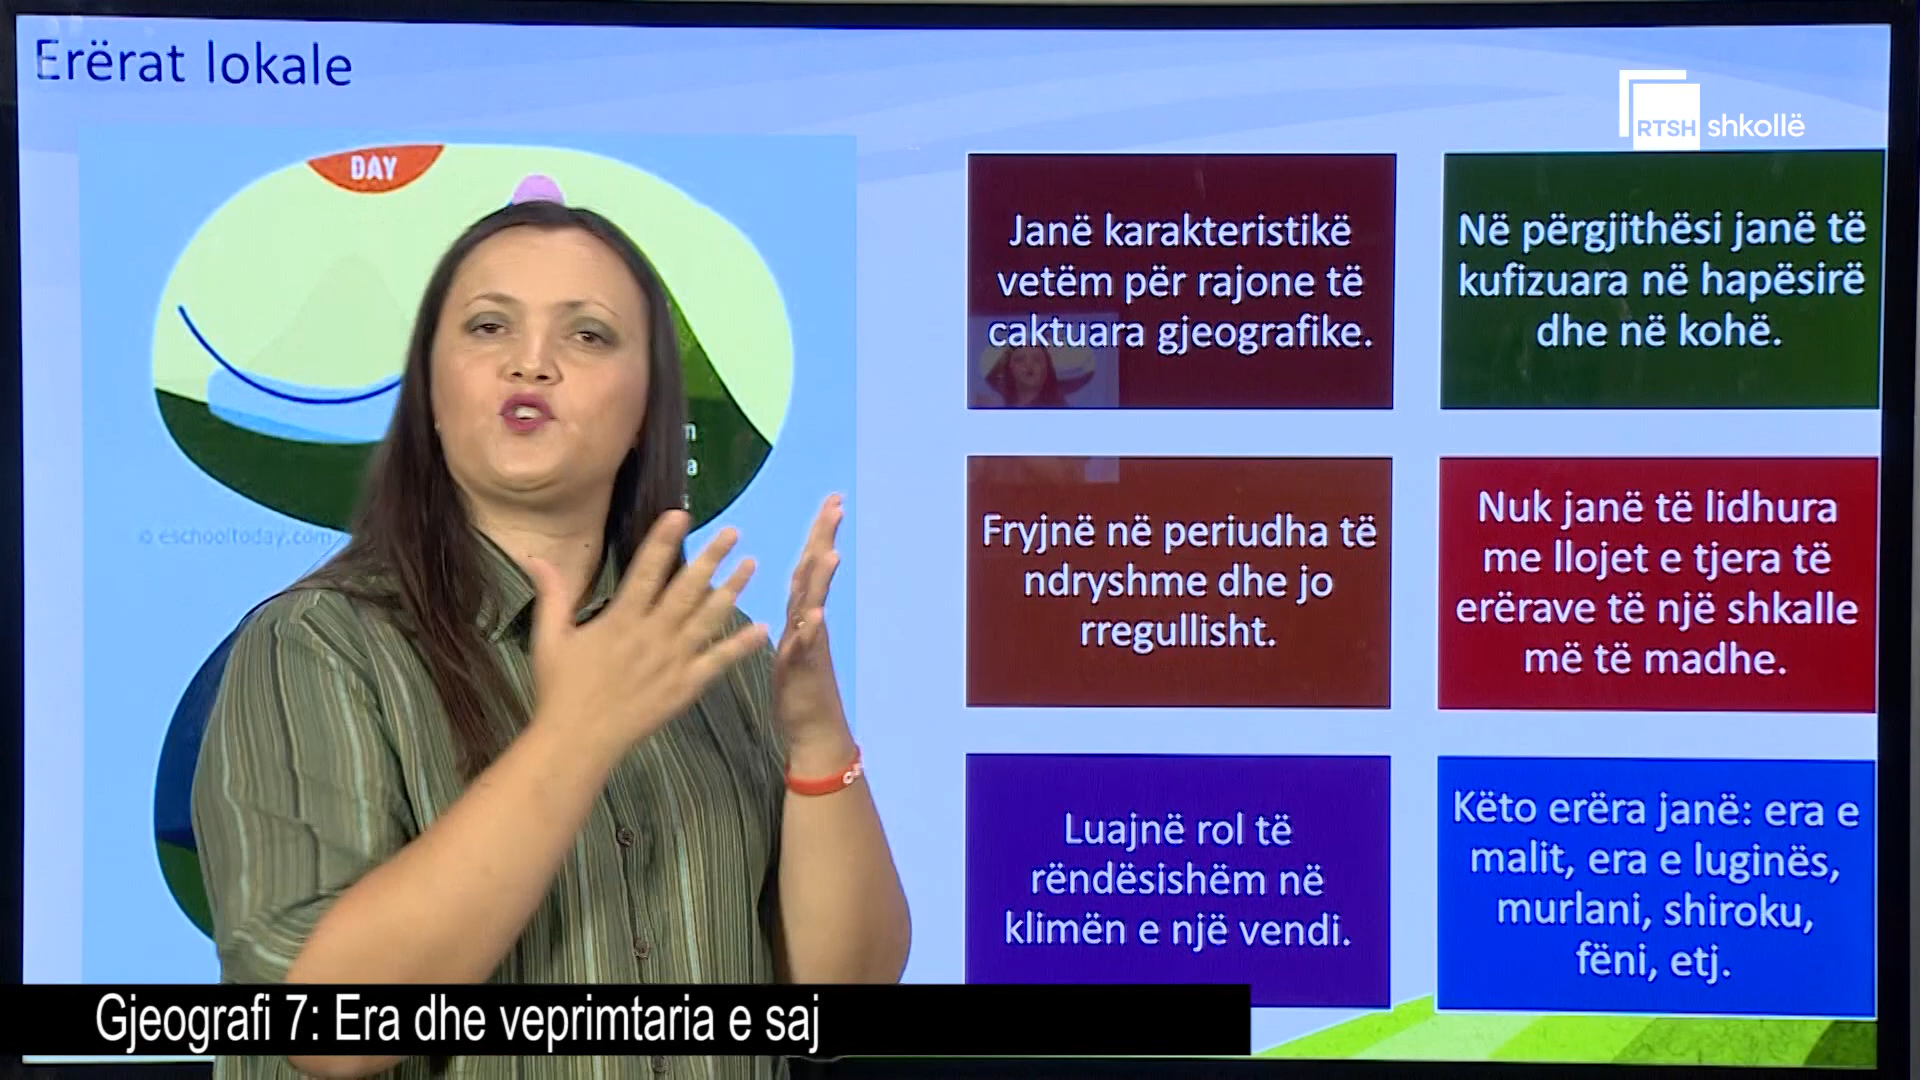 Erërat lokale
RTSH shkollë
DAY
© eschooltoday.com
Janë karakteristikë
vetëm për rajone të
caktuara gjeografike.
Në përgjithësi janë të
kufizuara në hapësirë
dhe në kohë.
Fryjnë në periudha të
ndryshme dhe jo
rregullisht.
Nuk janë të lidhura
me llojet e tjera të
erërave të një shkalle
më të madhe.
Luajnë rol të
rëndësishëm në
klimën e një vendi.
Këto erëra janë: era e
malit, era e luginës,
murlani, shiroku,
fëni, etj.
Gjeografi 7: Era dhe veprimtaria e saj